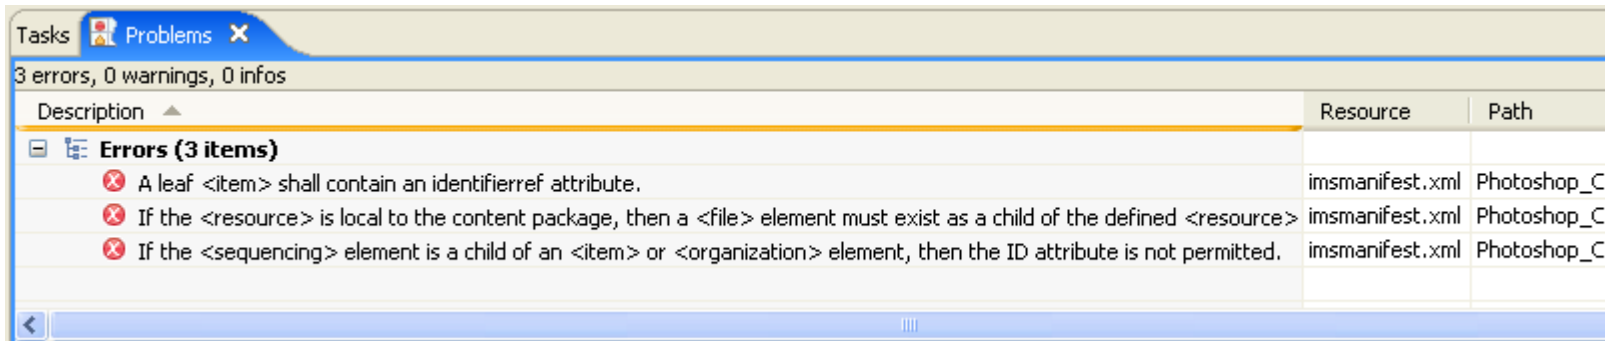 Tasks Problems
3 errors, 0 warnings, 0 infos
Description Resource Path
Errors (3 items)
A leaf <item> shall contain an identifierref attribute. imsmanifest.xml Photoshop_C
If the <resource> is local to the content package, then a <file> element must exist as a child of the defined <resource> imsmanifest.xml Photoshop_C
If the <sequencing> element is a child of an <item> or <organization> element, then the ID attribute is not permitted. imsmanifest.xml Photoshop_C